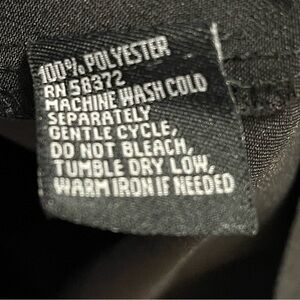 100% POLYESTER
RN 58372
MACHINE WASH COLD
SEPARATELY
GENTLE CYCLE,
DO NOT BLEACH,
TUMBLE DRY LOW,
WARM IRON IF NEEDED